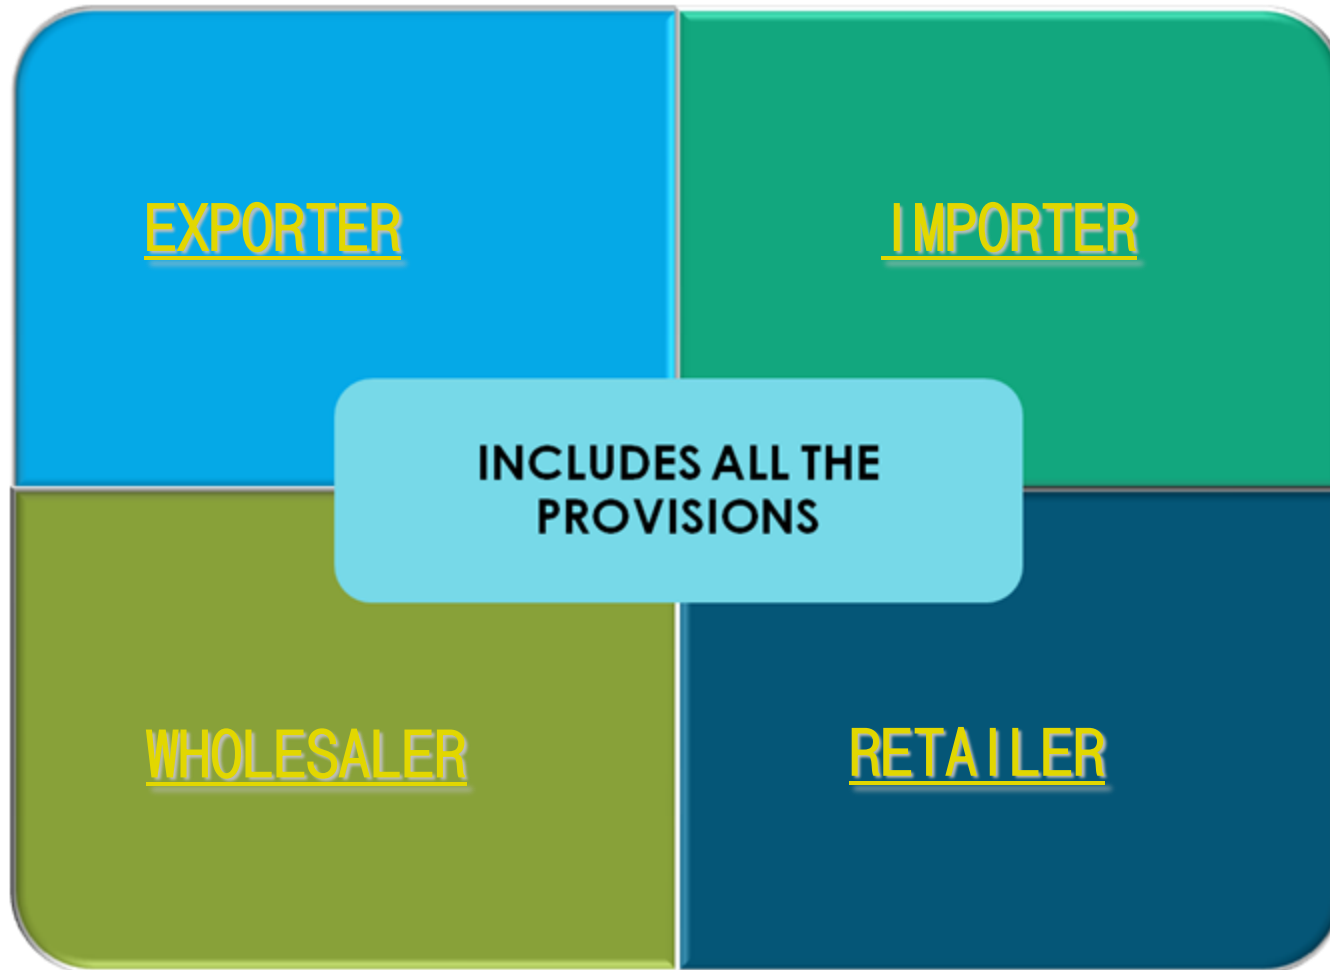 EXPORTER
IMPORTER
INCLUDES ALL THE
PROVISIONS
WHOLESALER
RETAILER